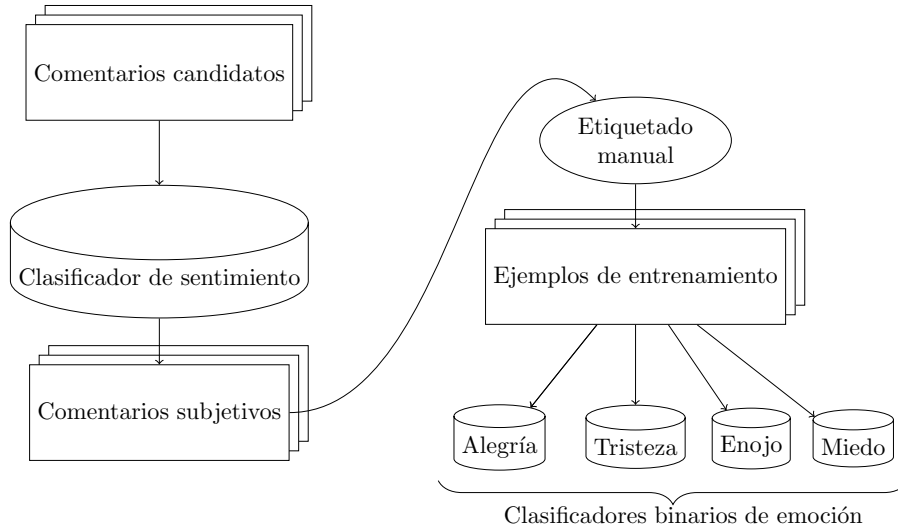 Comentarios candidatos
Clasificador de sentimiento
Comentarios subjetivos
Etiquetado
manual
Ejemplos de entrenamiento
Alegría
Tristeza
Enojo
Miedo
Clasificadores binarios de emoción